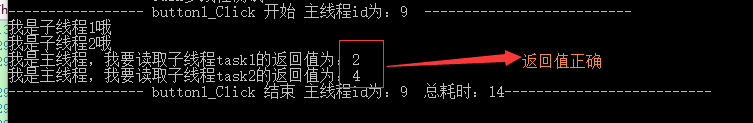 ---------------- button1_Click 开始 主线程id为：9 --------------------------
我是子线程1哦
我是子线程2哦
我是主线程，我要读取子线程task1的返回值为：2
我是主线程，我要读取子线程task2的返回值为：4
返回值正确
---------------- button1_Click 结束 主线程id为：9 总耗时：14--------------------------